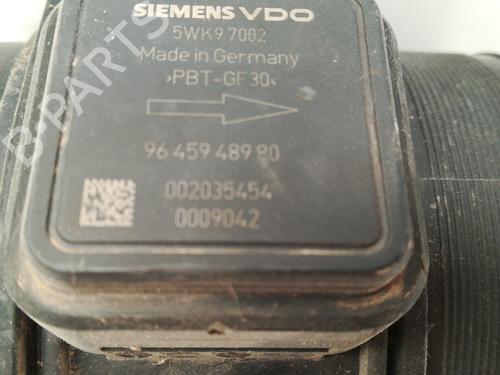 SIEMENS VDO
5WK9 7002
Made in Germany
>PBT-GF30<
96 459 489 80
002035454
0009042
B-PARTS